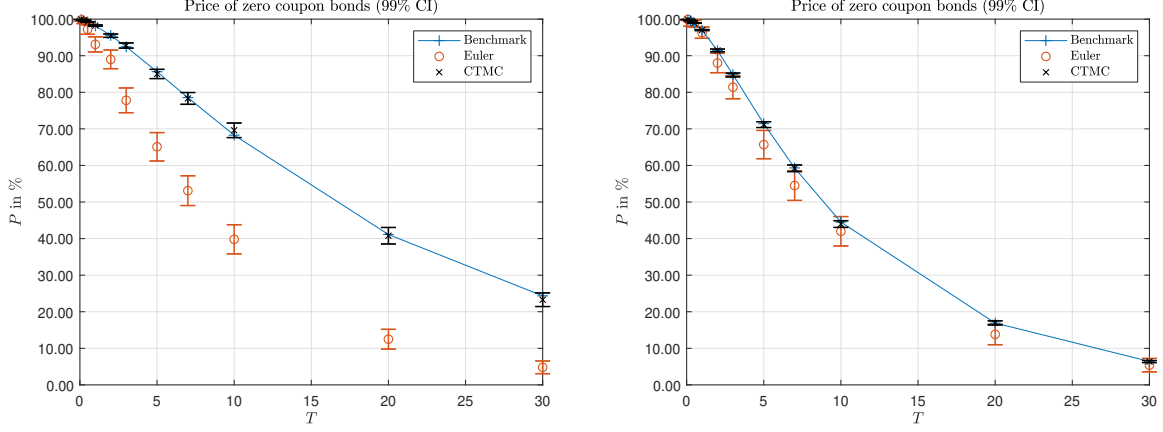 Price of zero coupon bonds (99% CI)
100.00
90.00
80.00
70.00
60.00
50.00
40.00
30.00
20.00
10.00
0.00
P in %
Benchmark
Euler
CTMC
0 5 10 15 20 25 30
T
Price of zero coupon bonds (99% CI)
100.00
90.00
80.00
70.00
60.00
50.00
40.00
30.00
20.00
10.00
0.00
P in %
Benchmark
Euler
CTMC
0 5 10 15 20 25 30
T